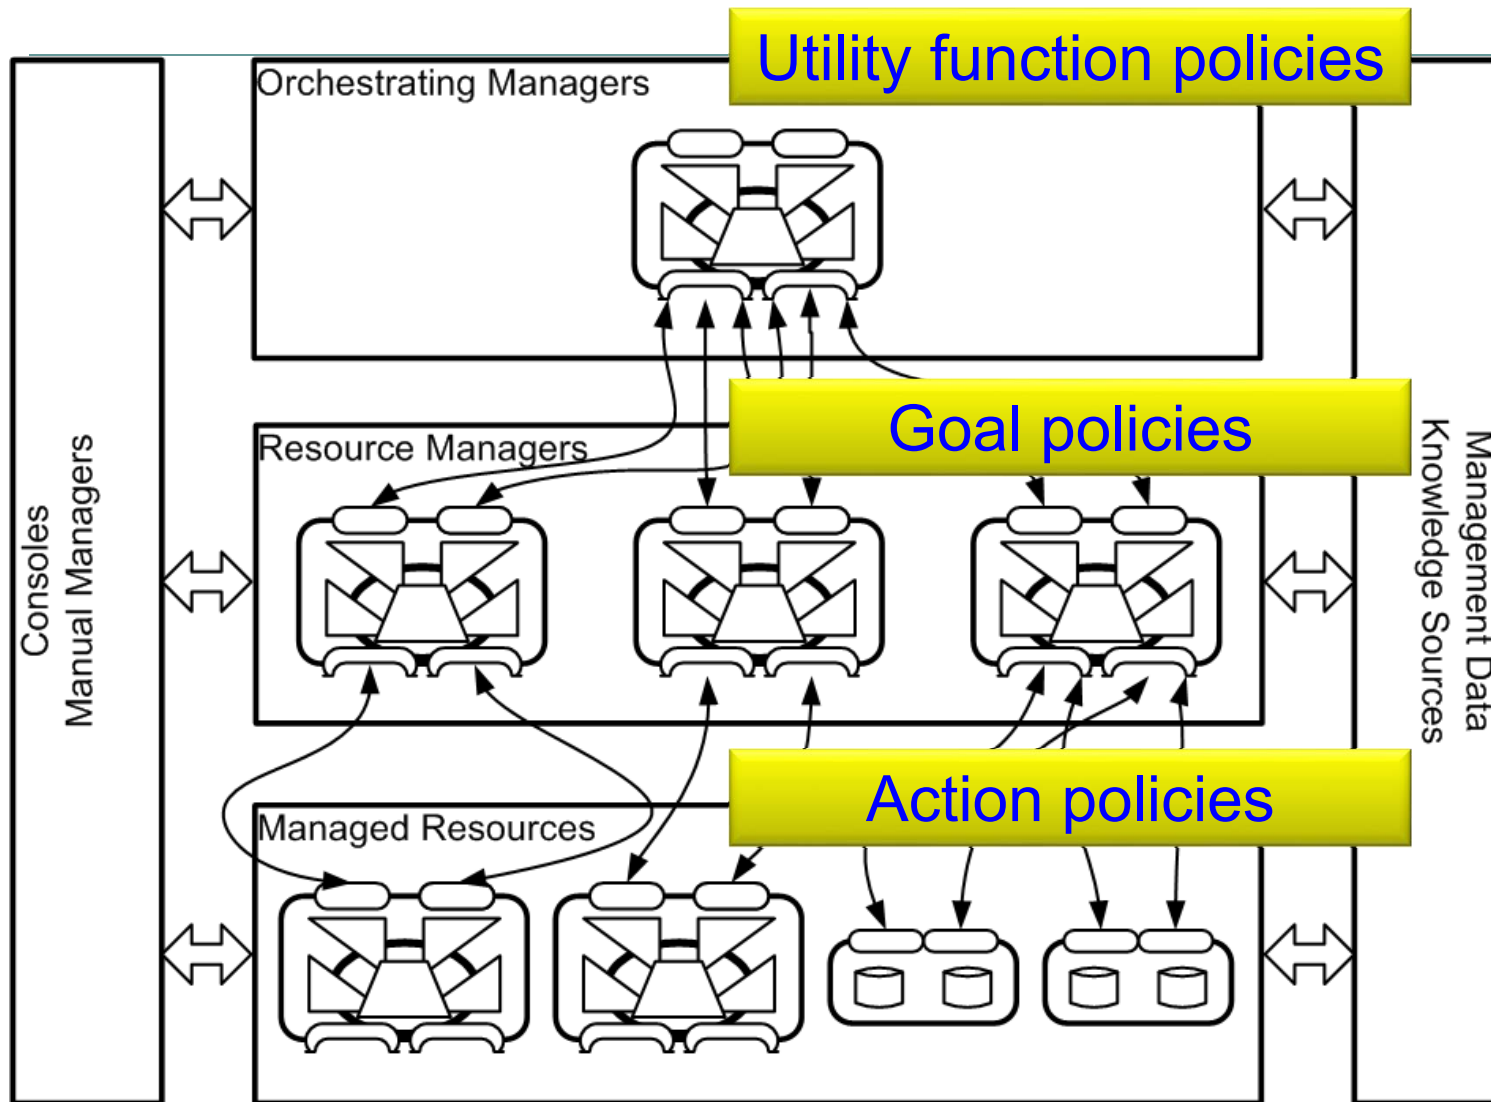 Utility function policies
Orchestrating Managers
Goal policies
Resource Managers
Action policies
Managed Resources
Consoles
Manual Managers
Management Data
Knowledge Sources